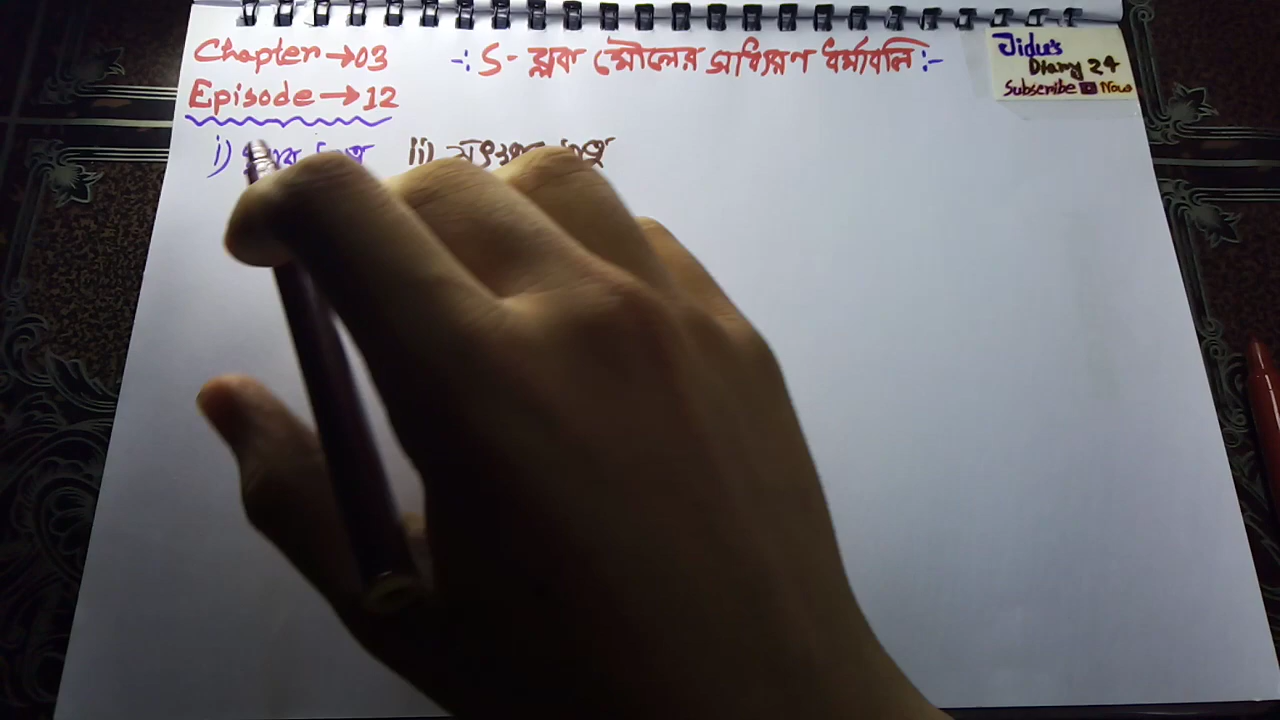 Chapter →03
-: S- ব্লক মৌলের সাধারণ ধর্মাবলি :-
Episode →12
i)
ii)
Jidu's
Diary 24
Subscribe Now